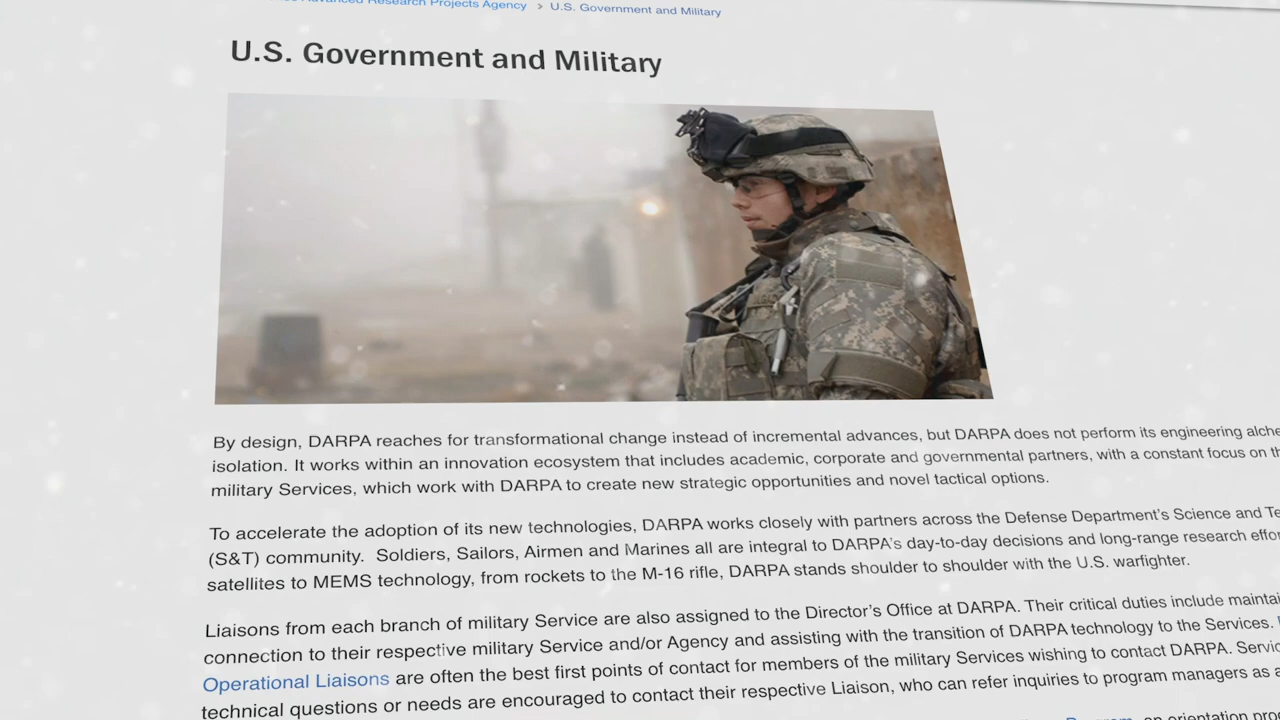 Advanced Research Projects Agency > U.S. Government and Military
U.S. Government and Military
By design, DARPA reaches for transformational change instead of incremental advances, but DARPA does not perform its engineering
isolation. It works within an innovation ecosystem that includes academic, corporate and governmental partners, with a constant focus on
military Services, which work with DARPA to create new strategic opportunities and novel tactical options.
To accelerate the adoption of its new technologies, DARPA works closely with partners across the Defense Department's Science and
(S&T) community. Soldiers, Sailors, Airmen and Marines all are integral to DARPA's day-to-day decisions and long-range research
satellites to MEMS technology, from rockets to the M-16 rifle, DARPA stands shoulder to shoulder with the U.S. warfighter.
Liaisons from each branch of military Service are also assigned to the Director's Office at DARPA. Their critical duties include
connection to their respective military Service and/or Agency and assisting with the transition of DARPA technology to the Services.
Operational Liaisons are often the best first points of contact for members of the military Services wishing to contact DARPA.
technical questions or needs are encouraged to contact their respective Liaison, who can refer inquiries to program managers as
an orientation